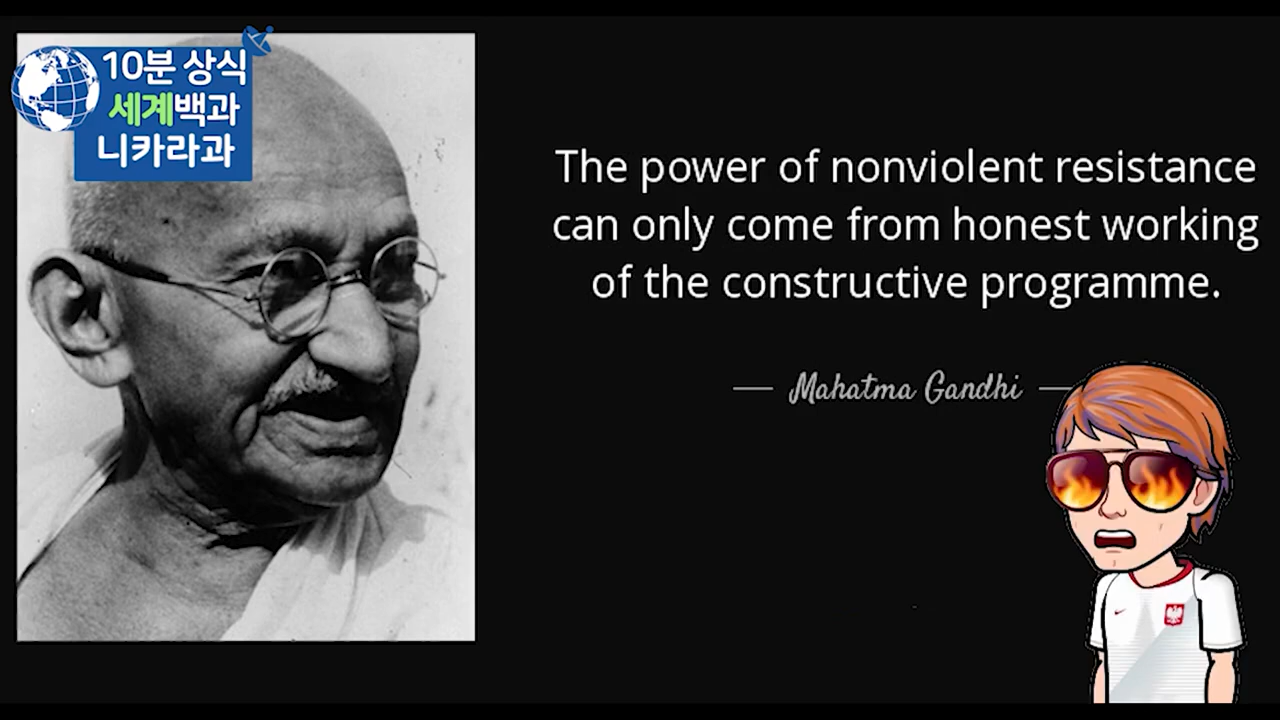 10분 상식
세계백과
니카라과
The power of nonviolent resistance
can only come from honest working
of the constructive programme.
Mahatma Gandhi